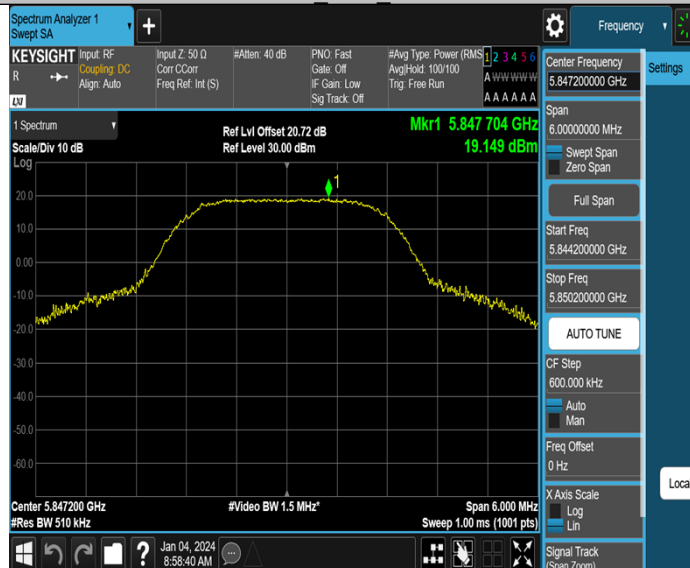 Spectrum Analyzer 1
Swept SA
Frequency
KEYSIGHT
R
LXI
Input: RF
Coupling: DC
Align: Auto
Input Z: 50 Ω
Corr CCorr
Freq Ref: Int (S)
#Atten: 40 dB
PNO: Fast
Gate: Off
IF Gain: Low
Sig Track: Off
#Avg Type: Power (RMS
Avg|Hold: 100/100
Trig: Free Run
1 2 3 4 5 6
A W W W W W
A A A A A A
1 Spectrum
Scale/Div 10 dB
Log
Ref Lvl Offset 20.72 dB
Ref Level 30.00 dBm
Mkr1 5.847 704 GHz
19.149 dBm
1
20.0
10.0
0.00
-10.0
-20.0
-30.0
-40.0
-50.0
-60.0
Center 5.847200 GHz
#Res BW 510 kHz
#Video BW 1.5 MHz*
Span 6.000 MHz
Sweep 1.00 ms (1001 pts)
Jan 04, 2024
8:58:40 AM
Center Frequency
5.847200000 GHz
Span
6.00000000 MHz
Swept Span
Zero Span
Full Span
Start Freq
5.844200000 GHz
Stop Freq
5.850200000 GHz
AUTO TUNE
CF Step
600.000 kHz
Auto
Man
Freq Offset
0 Hz
X Axis Scale
Log
Lin
Signal Track
(Span Zoom)
Settings
Loca